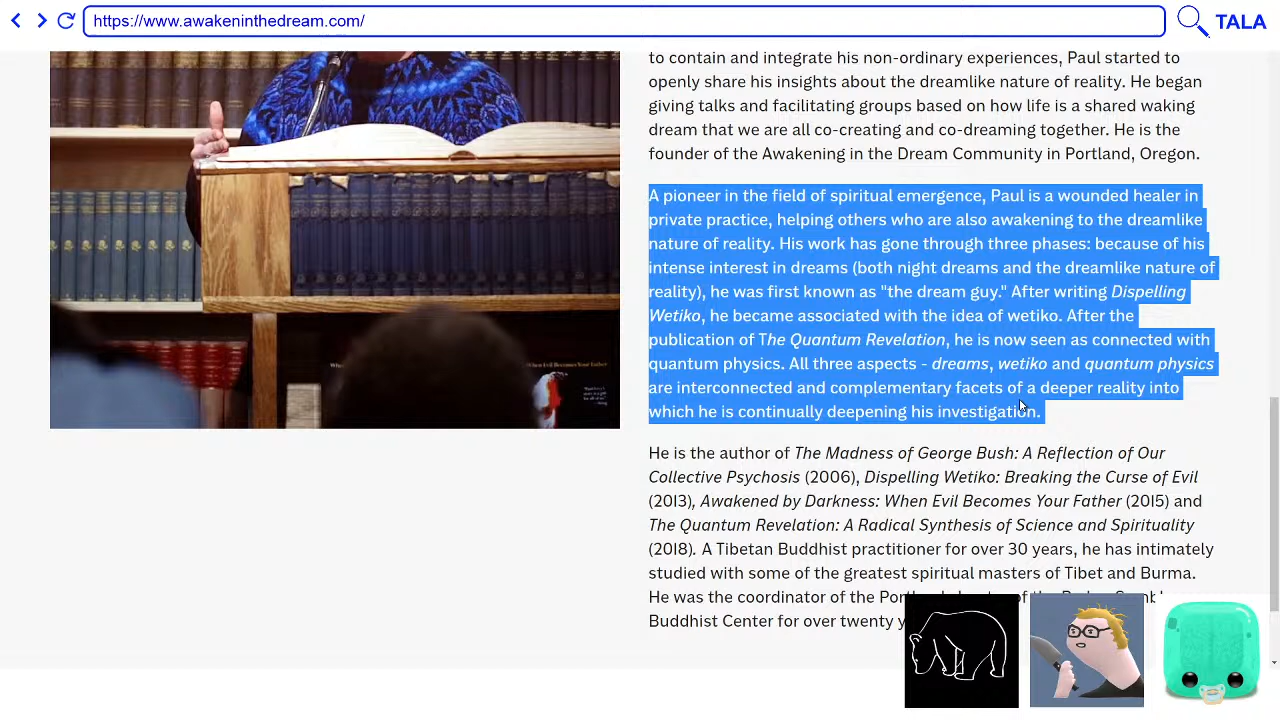 https://www.awakeninthedream.com/
TALA
to contain and integrate his non-ordinary experiences, Paul started to
openly share his insights about the dreamlike nature of reality. He began
giving talks and facilitating groups based on how life is a shared waking
dream that we are all co-creating and co-dreaming together. He is the
founder of the Awakening in the Dream Community in Portland, Oregon.
A pioneer in the field of spiritual emergence, Paul is a wounded healer in
private practice, helping others who are also awakening to the dreamlike
nature of reality. His work has gone through three phases: because of his
intense interest in dreams (both night dreams and the dreamlike nature of
reality), he was first known as "the dream guy." After writing Dispelling
Wetiko, he became associated with the idea of wetiko. After the
publication of The Quantum Revelation, he is now seen as connected with
quantum physics. All three aspects - dreams, wetiko and quantum physics
are interconnected and complementary facets of a deeper reality into
which he is continually deepening his investigation.
He is the author of The Madness of George Bush: A Reflection of Our
Collective Psychosis (2006), Dispelling Wetiko: Breaking the Curse of Evil
(2013), Awakened by Darkness: When Evil Becomes Your Father (2015) and
The Quantum Revelation: A Radical Synthesis of Science and Spirituality
(2018). A Tibetan Buddhist practitioner for over 30 years, he has intimately
studied with some of the greatest spiritual masters of Tibet and Burma.
He was the coordinator of the
Buddhist Center for over twenty
When Evil Becomes Your Father